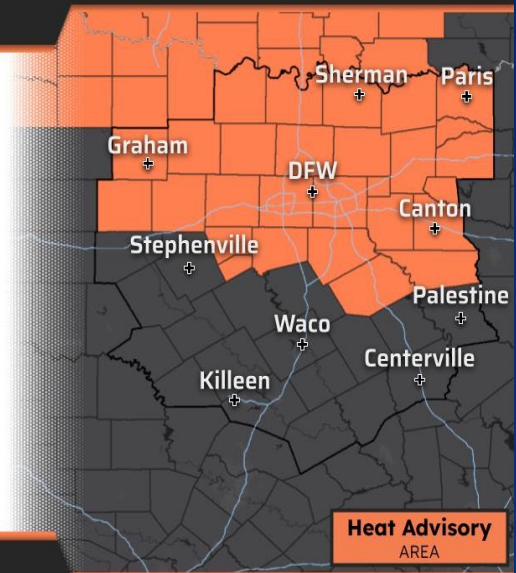 Sherman
Paris
Graham
DFW
Canton
Stephenville
Palestine
Waco
Centerville
Killeen
Heat Advisory
AREA